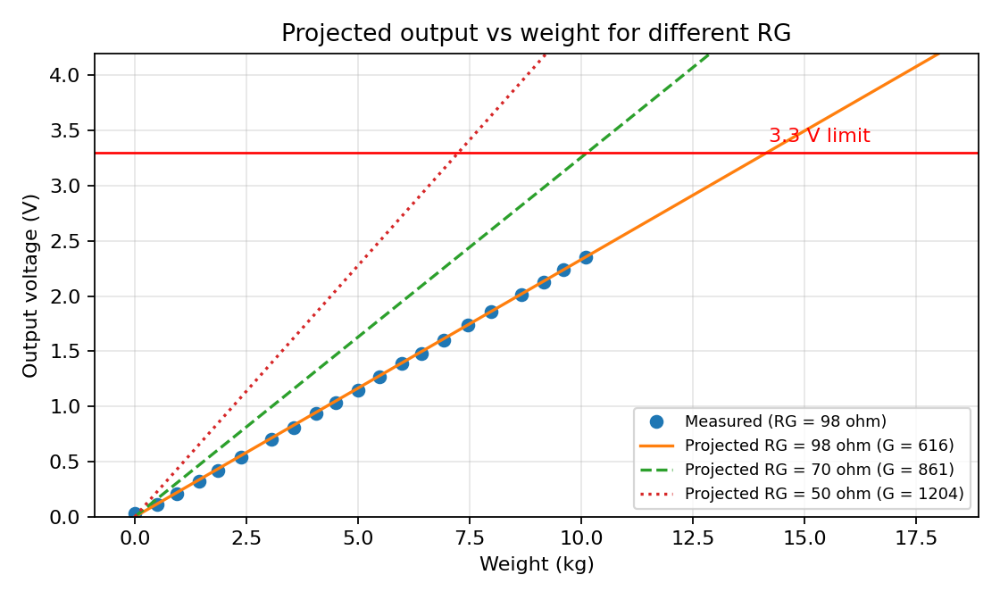 Projected output vs weight for different RG
Output voltage (V)
4.0
3.5
3.0
2.5
2.0
1.5
1.0
0.5
0.0
3.3 V limit
Measured (RG = 98 ohm)
Projected RG = 98 ohm (G = 616)
Projected RG = 70 ohm (G = 861)
Projected RG = 50 ohm (G = 1204)
0.0 2.5 5.0 7.5 10.0 12.5 15.0 17.5
Weight (kg)